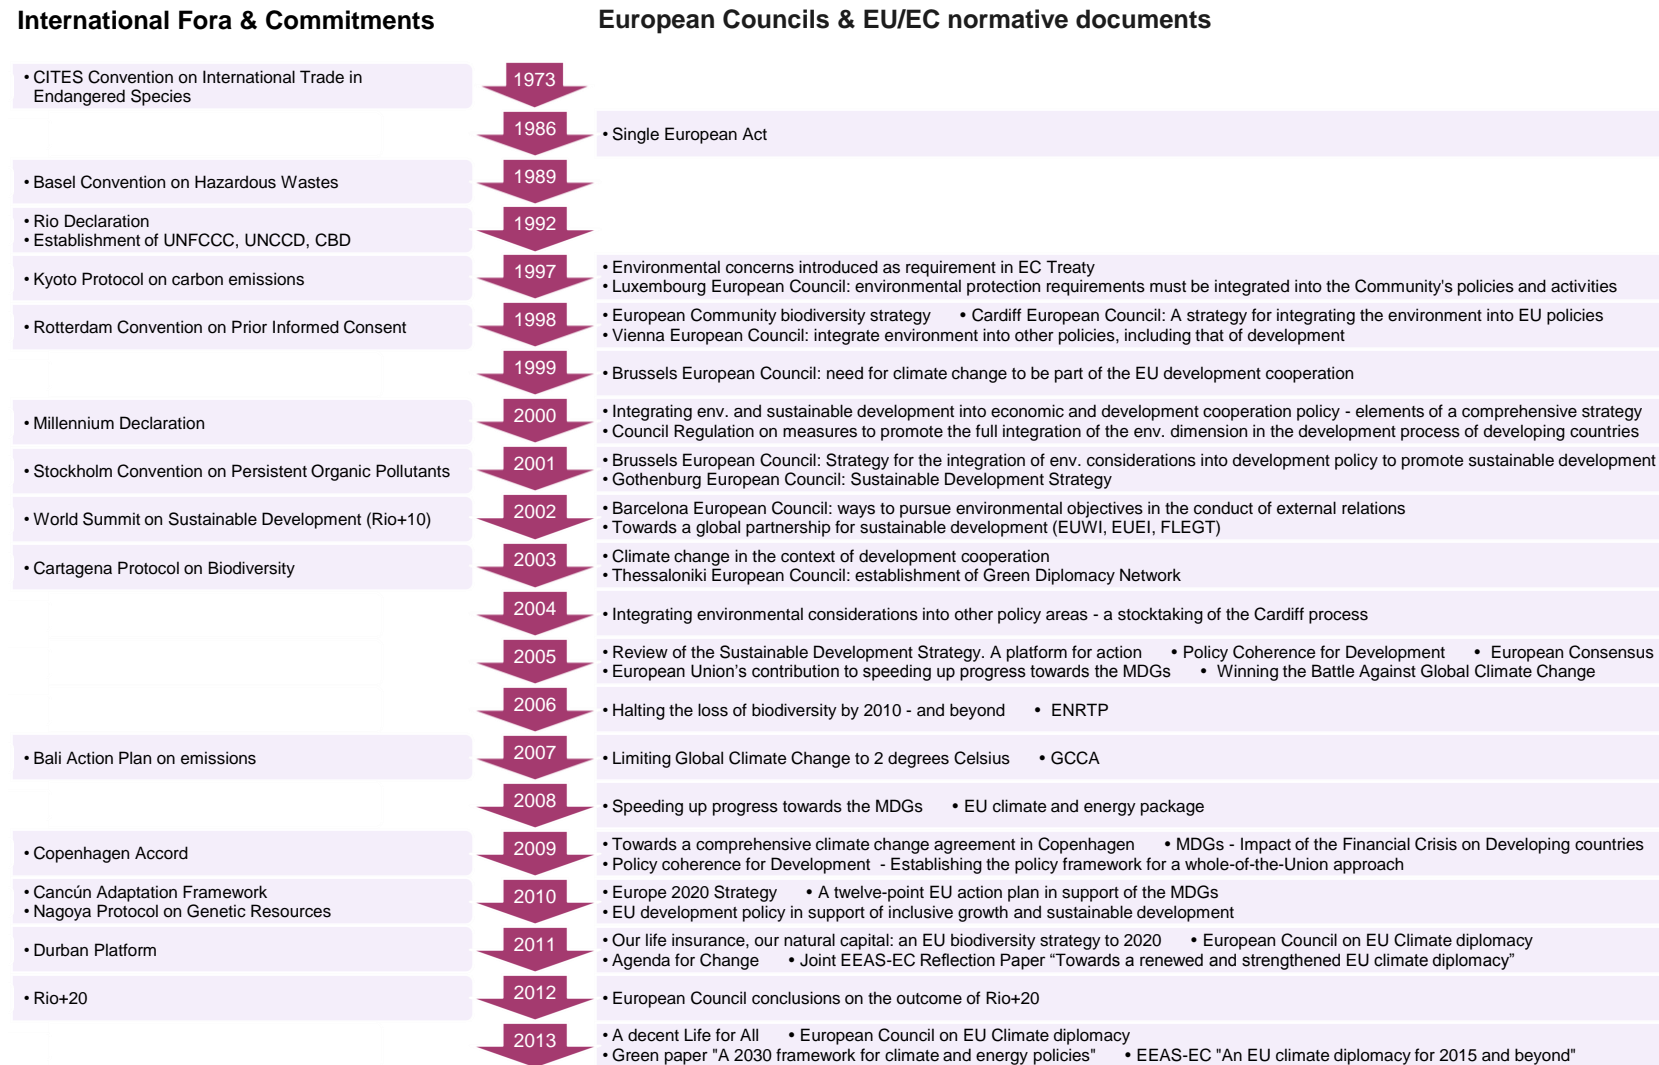 International Fora & Commitments
European Councils & EU/EC normative documents
• CITES Convention on International Trade in
Endangered Species
1973
1986
• Single European Act
• Basel Convention on Hazardous Wastes
1989
• Rio Declaration
• Establishment of UNFCCC, UNCCD, CBD
1992
• Kyoto Protocol on carbon emissions
1997
• Environmental concerns introduced as requirement in EC Treaty
• Luxembourg European Council: environmental protection requirements must be integrated into the Community's policies and activities
• Rotterdam Convention on Prior Informed Consent
1998
• European Community biodiversity strategy • Cardiff European Council: A strategy for integrating the environment into EU policies
• Vienna European Council: integrate environment into other policies, including that of development
1999
• Brussels European Council: need for climate change to be part of the EU development cooperation
• Millennium Declaration
2000
• Integrating env. and sustainable development into economic and development cooperation policy - elements of a comprehensive strategy
• Council Regulation on measures to promote the full integration of the env. dimension in the development process of developing countries
• Stockholm Convention on Persistent Organic Pollutants
2001
• Brussels European Council: Strategy for the integration of env. considerations into development policy to promote sustainable development
• Gothenburg European Council: Sustainable Development Strategy
• World Summit on Sustainable Development (Rio+10)
2002
• Barcelona European Council: ways to pursue environmental objectives in the conduct of external relations
• Towards a global partnership for sustainable development (EUWI, EUEI, FLEGT)
• Cartagena Protocol on Biodiversity
2003
• Climate change in the context of development cooperation
• Thessaloniki European Council: establishment of Green Diplomacy Network
2004
• Integrating environmental considerations into other policy areas - a stocktaking of the Cardiff process
2005
• Review of the Sustainable Development Strategy. A platform for action • Policy Coherence for Development • European Consensus
• European Union’s contribution to speeding up progress towards the MDGs • Winning the Battle Against Global Climate Change
2006
• Halting the loss of biodiversity by 2010 - and beyond • ENRTP
• Bali Action Plan on emissions
2007
• Limiting Global Climate Change to 2 degrees Celsius • GCCA
2008
• Speeding up progress towards the MDGs • EU climate and energy package
• Copenhagen Accord
2009
• Towards a comprehensive climate change agreement in Copenhagen • MDGs - Impact of the Financial Crisis on Developing countries
• Policy coherence for Development - Establishing the policy framework for a whole-of-the-Union approach
• Cancún Adaptation Framework
• Nagoya Protocol on Genetic Resources
2010
• Europe 2020 Strategy • A twelve-point EU action plan in support of the MDGs
• EU development policy in support of inclusive growth and sustainable development
• Durban Platform
2011
• Our life insurance, our natural capital: an EU biodiversity strategy to 2020 • European Council on EU Climate diplomacy
• Agenda for Change • Joint EEAS-EC Reflection Paper “Towards a renewed and strengthened EU climate diplomacy”
• Rio+20
2012
• European Council conclusions on the outcome of Rio+20
2013
• A decent Life for All • European Council on EU Climate diplomacy
• Green paper "A 2030 framework for climate and energy policies" • EEAS-EC "An EU climate diplomacy for 2015 and beyond"